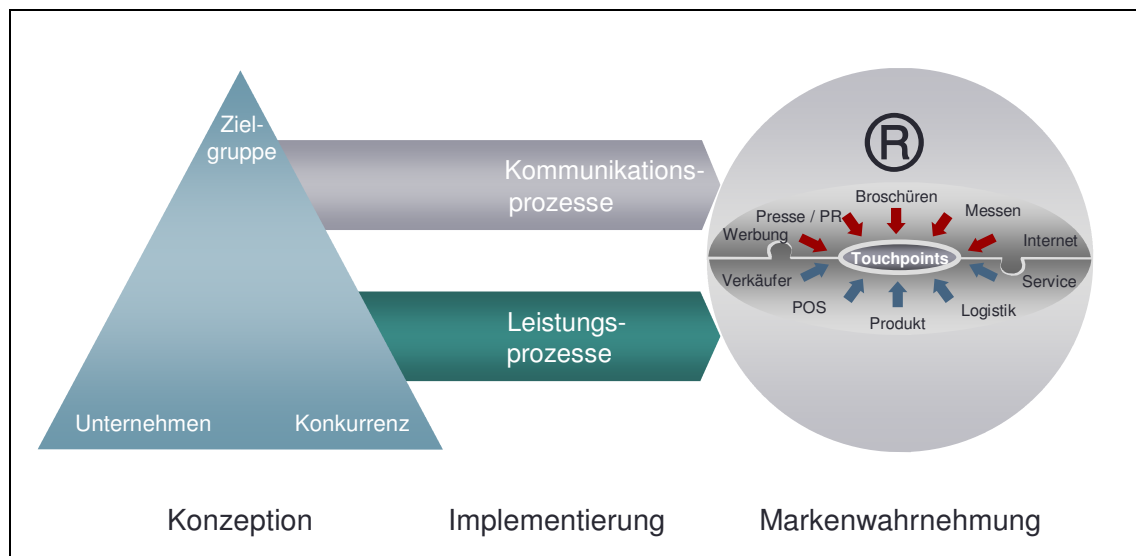 Ziel-
gruppe
Unternehmen
Konkurrenz
Kommunikations-
prozesse
Leistungs-
prozesse
®
Broschüren
Presse / PR
Messen
Werbung
Internet
Touchpoints
Verkäufer
Service
POS
Logistik
Produkt
Konzeption
Implementierung
Markenwahrnehmung